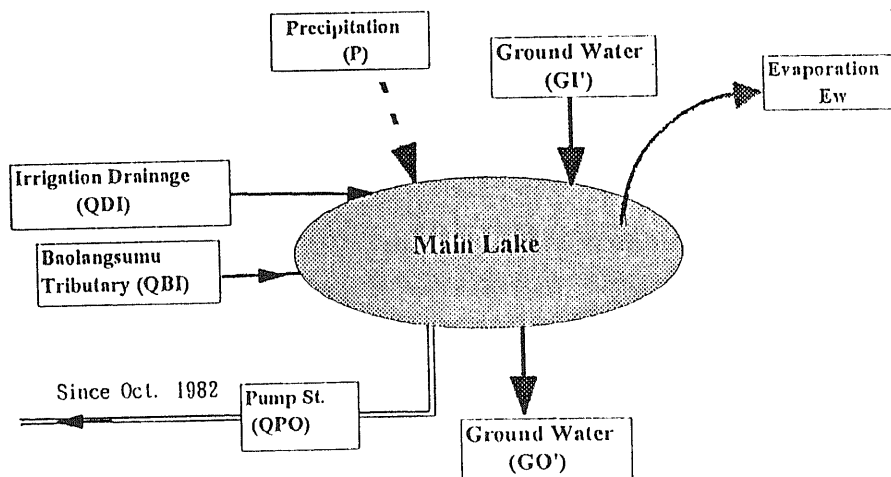 Precipitation
(P)
Ground Water
(GI')
Evaporation
Ew
Irrigation Drainage
(QDI)
Main Lake
Baolangsumu
Tributary (QBI)
Since Oct. 1982
Pump St.
(QPO)
Ground Water
(GO')